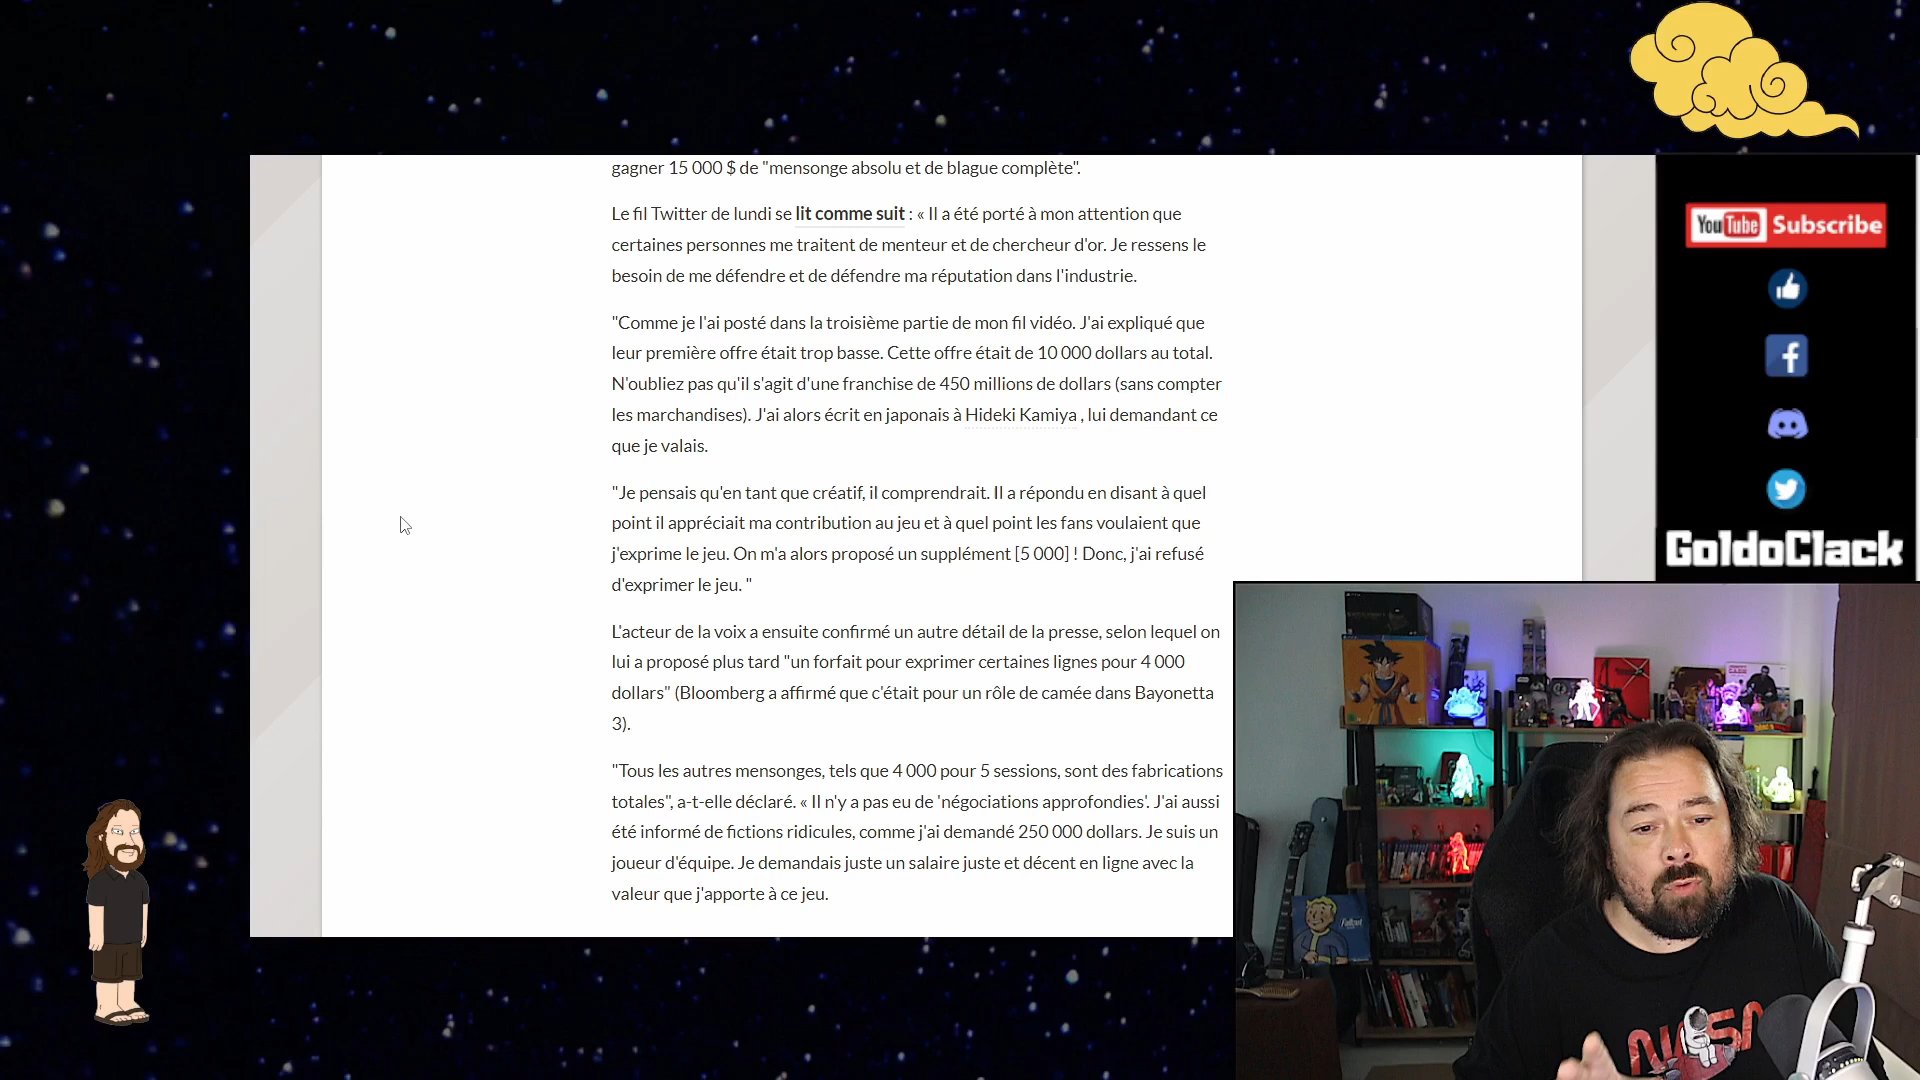 gagner 15 000 $ de "mensonge absolu et de blague complète".
Le fil Twitter de lundi se lit comme suit : « Il a été porté à mon attention que
certaines personnes me traitent de menteur et de chercheur d'or. Je ressens le
besoin de me défendre et de défendre ma réputation dans l'industrie.
"Comme je l'ai posté dans la troisième partie de mon fil vidéo. J'ai expliqué que
leur première offre était trop basse. Cette offre était de 10 000 dollars au total.
N'oubliez pas qu'il s'agit d'une franchise de 450 millions de dollars (sans compter
les marchandises). J'ai alors écrit en japonais à Hideki Kamiya , lui demandant ce
que je valais.
"Je pensais qu'en tant que créatif, il comprendrait. Il a répondu en disant à quel
point il appréciait ma contribution au jeu et à quel point les fans voulaient que
j'exprime le jeu. On m'a alors proposé un supplément [5 000] ! Donc, j'ai refusé
d'exprimer le jeu. "
L'acteur de la voix a ensuite confirmé un autre détail de la presse, selon lequel on
lui a proposé plus tard "un forfait pour exprimer certaines lignes pour 4 000
dollars" (Bloomberg a affirmé que c'était pour un rôle de camée dans Bayonetta
3).
"Tous les autres mensonges, tels que 4 000 pour 5 sessions, sont des fabrications
totales", a-t-elle déclaré. « Il n'y a pas eu de 'négociations approfondies'. J'ai aussi
été informé de fictions ridicules, comme j'ai demandé 250 000 dollars. Je suis un
joueur d'équipe. Je demandais juste un salaire juste et décent en ligne avec la
valeur que j'apporte à ce jeu.
YouTube Subscribe
GoldoClack
Fallout